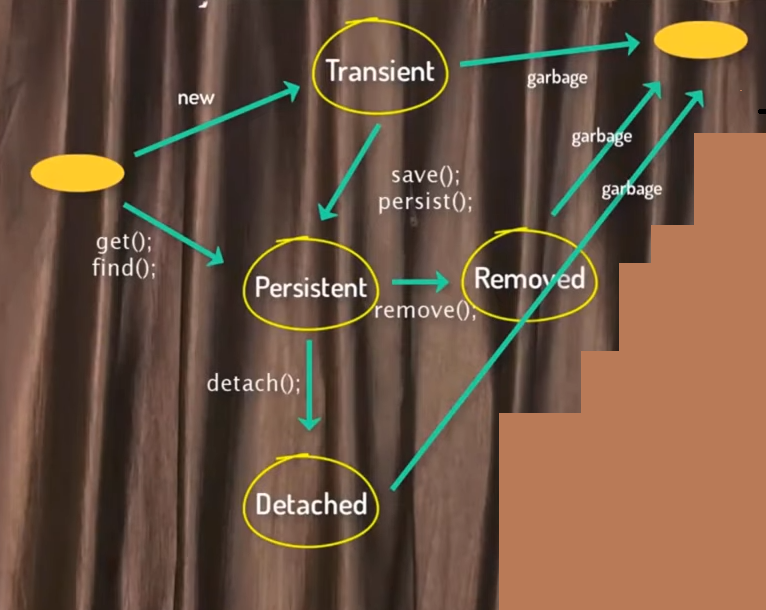 Transient
garbage
new
garbage
save();
persist();
garbage
get();
find();
Persistent
Removed
remove();
detach();
Detached